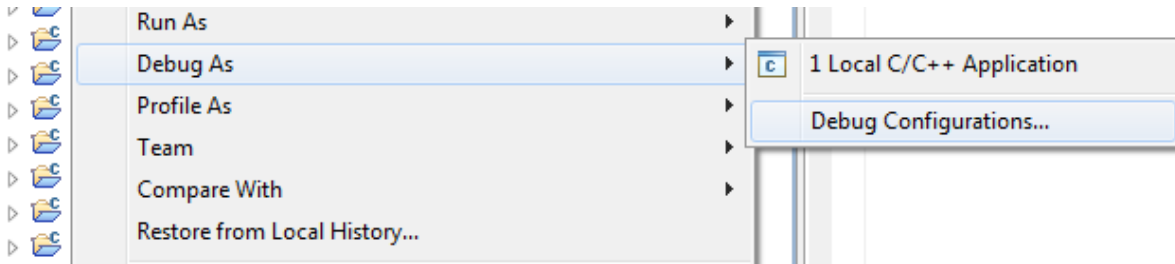 Run As
Debug As
1 Local C/C++ Application
Profile As
Debug Configurations...
Team
Compare With
Restore from Local History...